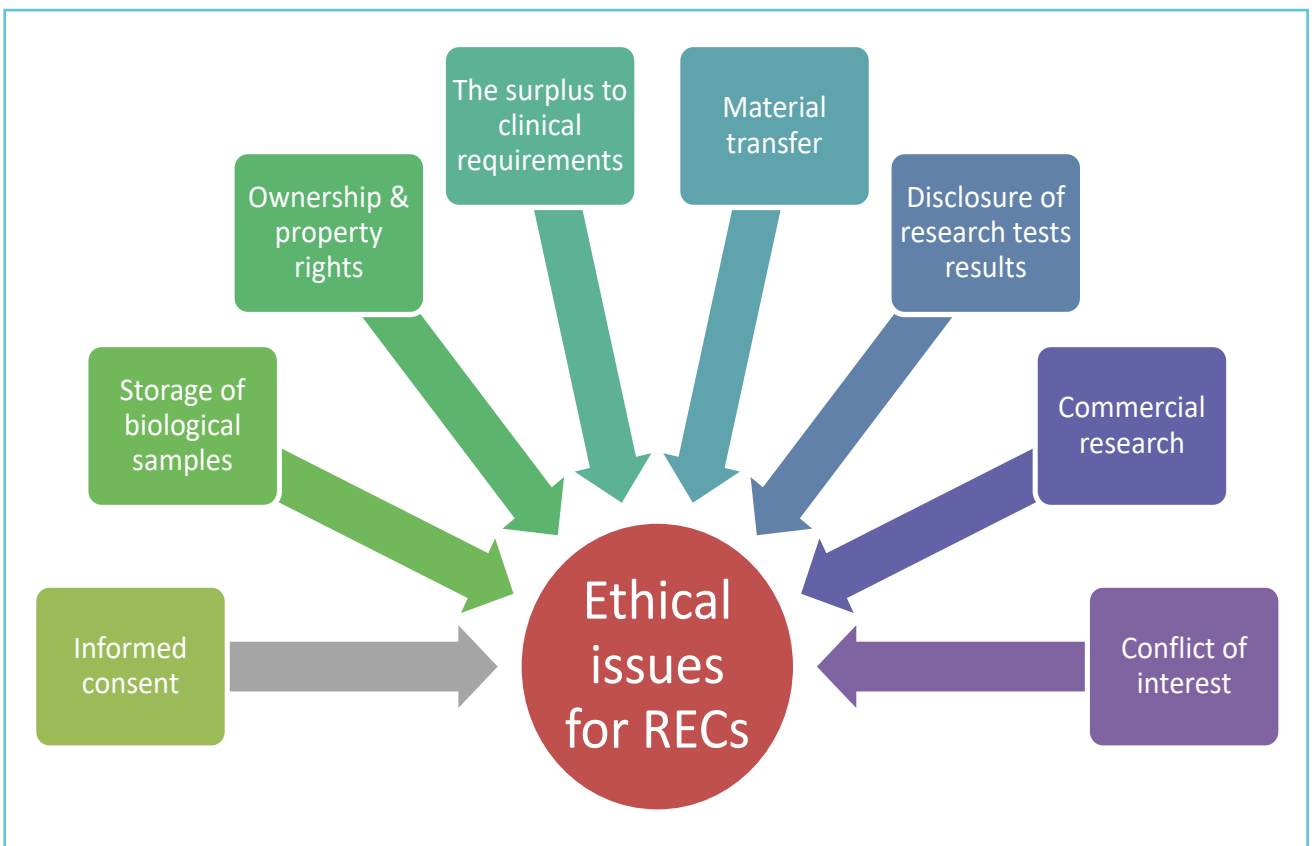 The surplus to
clinical
requirements
Material
transfer
Ownership &
property
rights
Disclosure of
research tests
results
Storage of
biological
samples
Commercial
research
Informed
consent
Conflict of
interest
Ethical
issues
for RECs